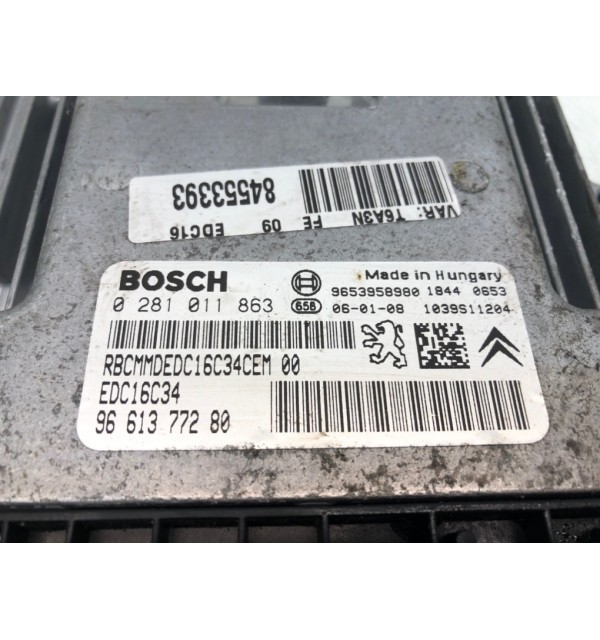 84553393
VAR: T6A3N FE 09 EDC16
BOSCH
Made in Hungary
0 281 011 863
9653958980 1844 0653
658 06-01-08 1039S11204
RBCMMDEDC16C34CEM 00
EDC16C34
96 613 772 80